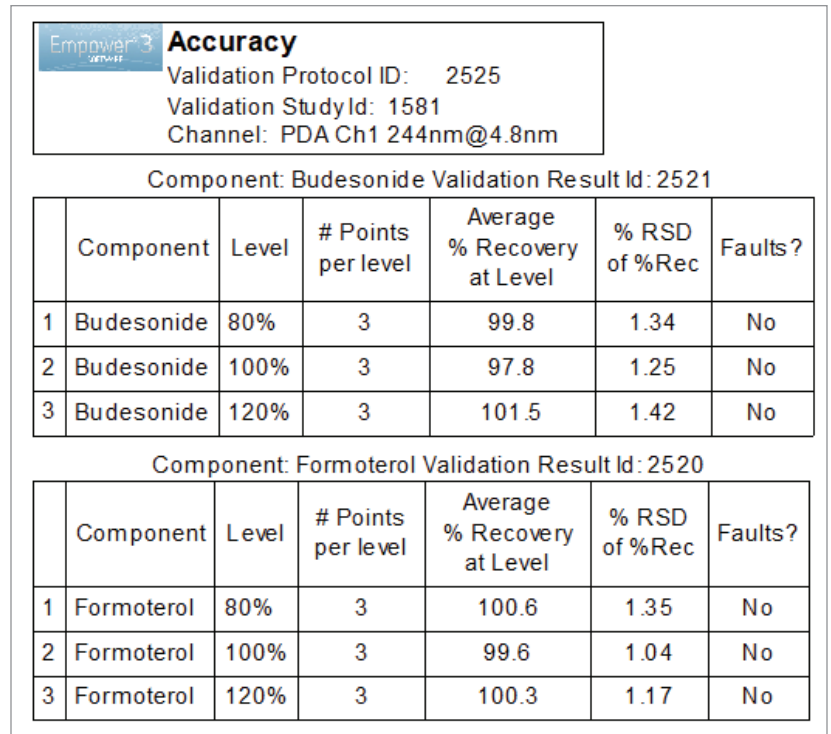 Empower 3
SOFTWARE
Accuracy
Validation Protocol ID: 2525
Validation Study Id: 1581
Channel: PDA Ch1 244nm@4.8nm
Component: Budesonide Validation Result Id: 2521
Component Level # Points per level Average % Recovery at Level % RSD of %Rec Faults?
1 Budesonide 80% 3 99.8 1.34 No
2 Budesonide 100% 3 97.8 1.25 No
3 Budesonide 120% 3 101.5 1.42 No
Component: Formoterol Validation Result Id: 2520
Component Level # Points per level Average % Recovery at Level % RSD of %Rec Faults?
1 Formoterol 80% 3 100.6 1.35 No
2 Formoterol 100% 3 99.6 1.04 No
3 Formoterol 120% 3 100.3 1.17 No